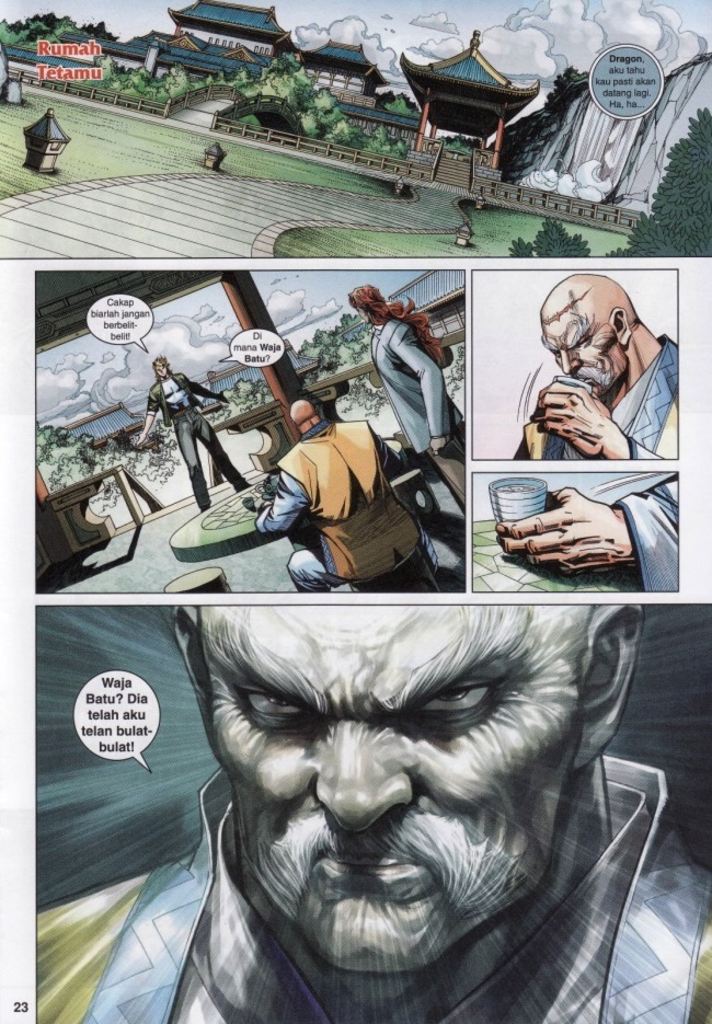 Rumah
Tetamu
Dragon,
aku tahu
kau pasti akan
datang lagi.
Ha, ha...
Cakap
biarlah jangan
berbelit-
belit!
Di
mana Waja
Batu?
Waja
Batu? Dia
telah aku
telan bulat-
bulat!
23